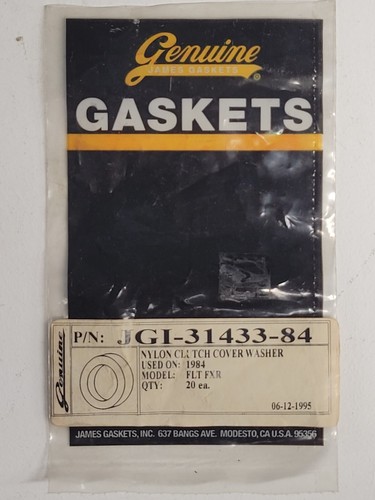 Genuine
JAMES GASKETS
GASKETS
Genuine
P/N: JGI-31433-84
NYLON CLUTCH COVER WASHER
USED ON: 1984
MODEL: FLT FXR
QTY: 20 ea.
06-12-1995
JAMES GASKETS, INC. 637 BANGS AVE. MODESTO, CA U.S.A. 95356